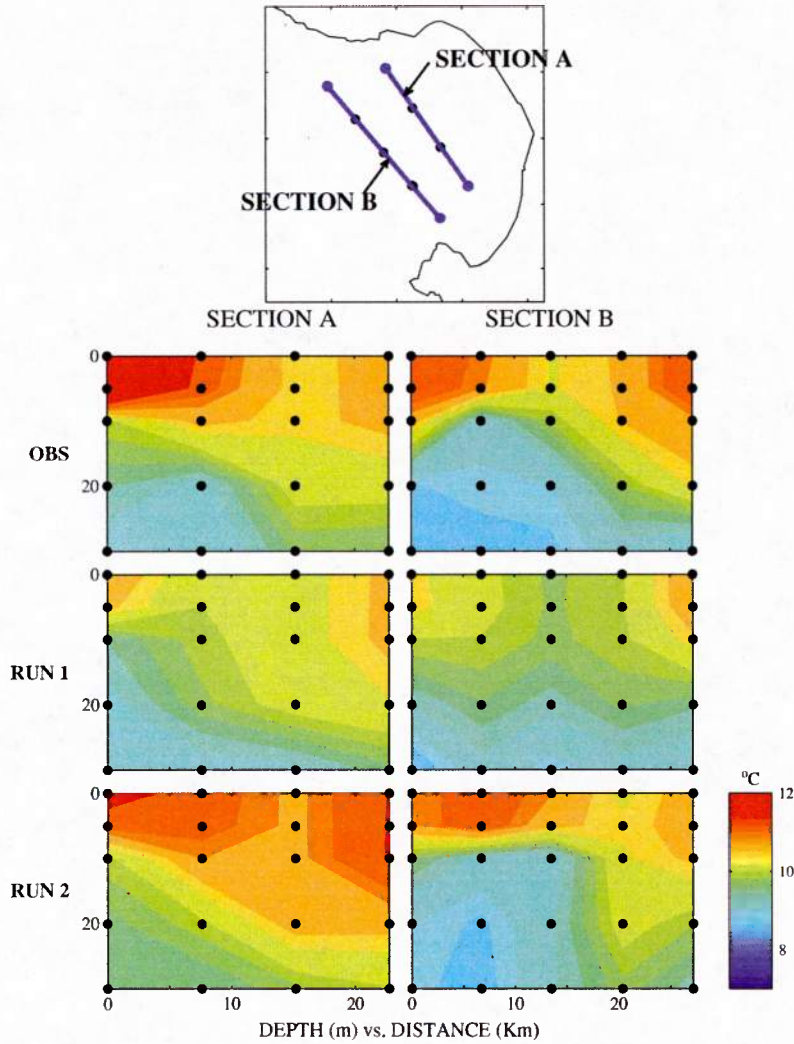 SECTION A
SECTION B
SECTION A SECTION B
OBS
0
20
RUN 1
0
20
RUN 2
0
20
0 10 20 0 10 20
°C
12
10
8
DEPTH (m) vs. DISTANCE (Km)